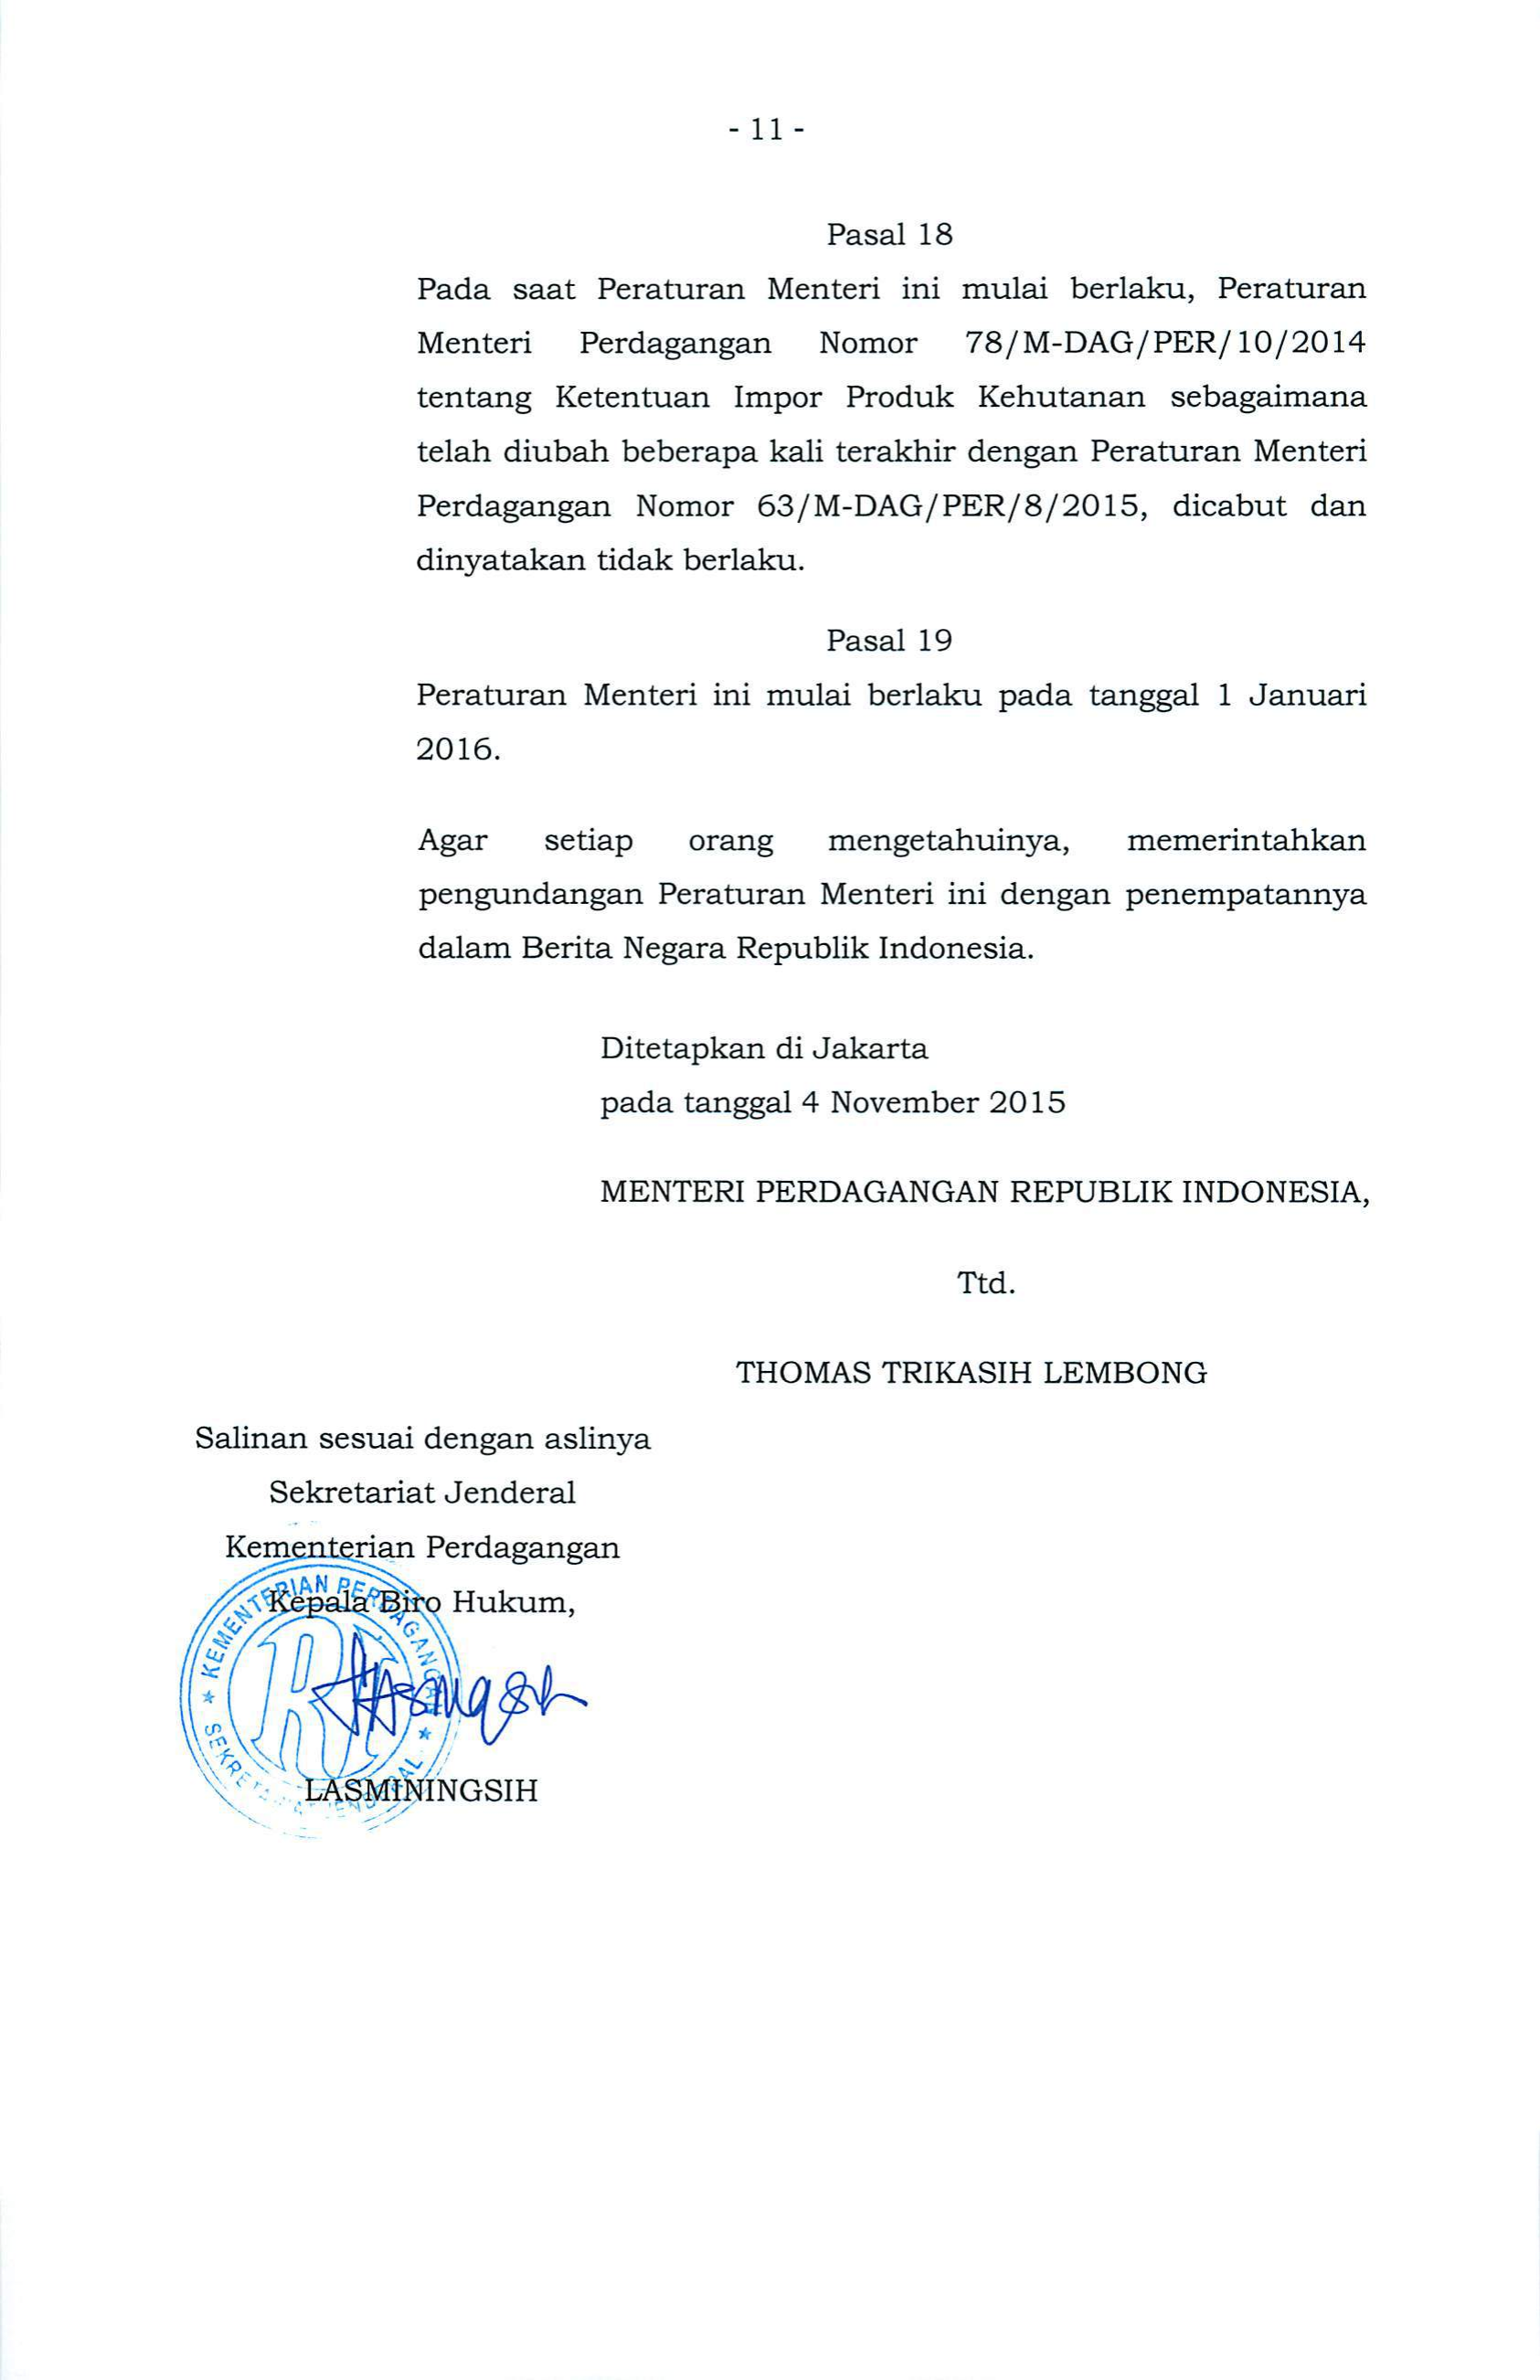 - 11 -
Pasal 18
Pada saat Peraturan Menteri ini mulai berlaku, Peraturan
Menteri Perdagangan Nomor 78/M-DAG/PER/10/2014
tentang Ketentuan Impor Produk Kehutanan sebagaimana
telah diubah beberapa kali terakhir dengan Peraturan Menteri
Perdagangan Nomor 63/M-DAG/PER/8/2015, dicabut dan
dinyatakan tidak berlaku.
Pasal 19
Peraturan Menteri ini mulai berlaku pada tanggal 1 Januari
2016.
Agar setiap orang mengetahuinya, memerintahkan
pengundangan Peraturan Menteri ini dengan penempatannya
dalam Berita Negara Republik Indonesia.
Ditetapkan di Jakarta
pada tanggal 4 November 2015
MENTERI PERDAGANGAN REPUBLIK INDONESIA,
Ttd.
THOMAS TRIKASIH LEMBONG
Salinan sesuai dengan aslinya
Sekretariat Jenderal
Kementerian Perdagangan
Kepala Biro Hukum,
KEMENTERIAN PERDAGANGAN
RI
SEKRETARIAT JENDERAL
LASMININGSIH